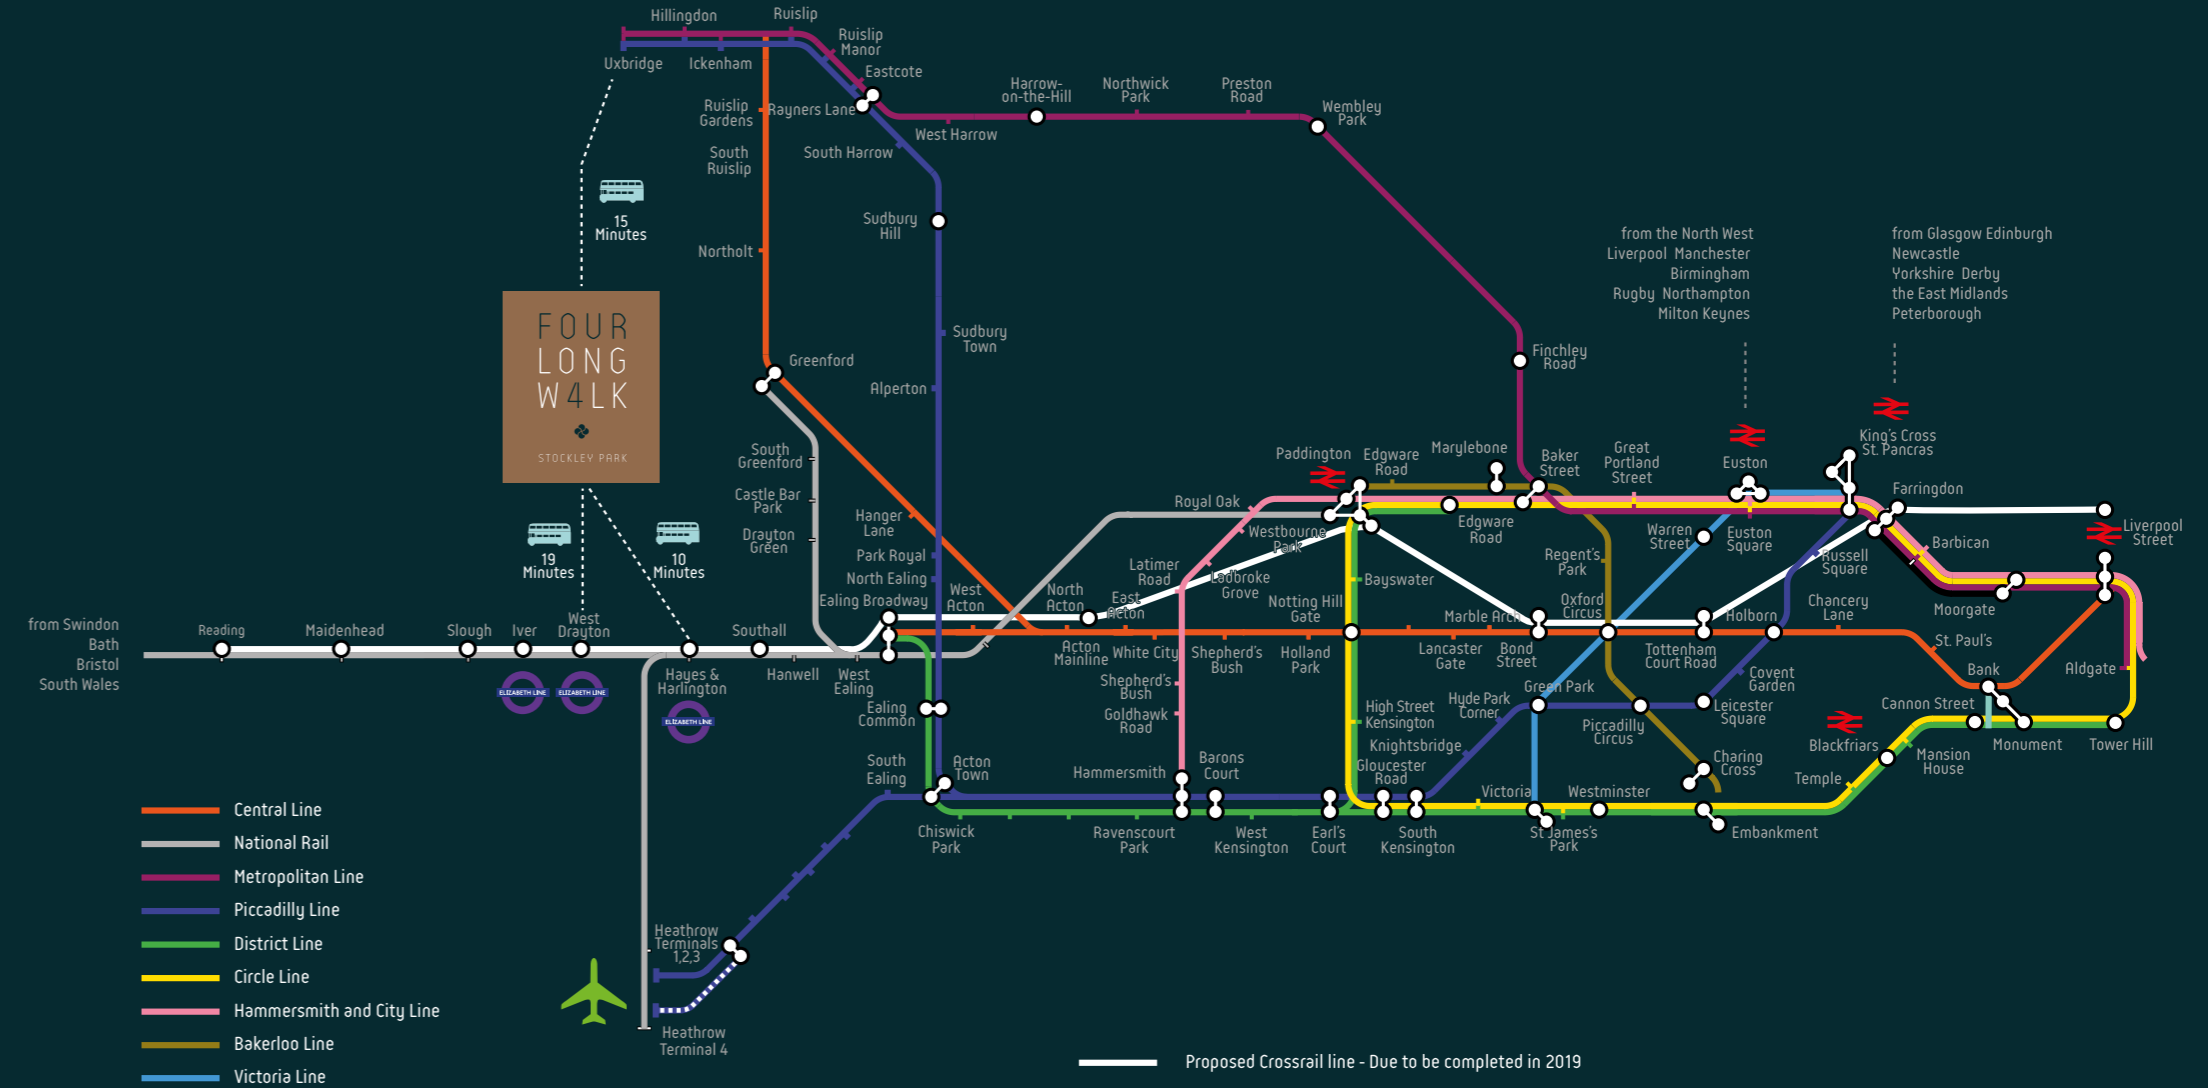 Hillingdon
Ruislip
Ruislip
Manor
Uxbridge
Ickenham
Eastcote
Ruislip
Gardens
Rayners Lane
Harrow-
on-the-Hill
Northwick
Park
Preston
Road
Wembley
Park
West Harrow
South
Ruislip
South Harrow
15
Minutes
Sudbury
Hill
Northolt
from the North West
Liverpool Manchester
Birmingham
Rugby Northampton
Milton Keynes
from Glasgow Edinburgh
Newcastle
Yorkshire Derby
the East Midlands
Peterborough
FOUR
LONG
W4LK
STOCKLEY PARK
Sudbury
Town
Greenford
Alperton
Finchley
Road
South
Greenford
Castle Bar
Park
Drayton
Green
Hanger
Lane
Park Royal
North Ealing
Paddington
Edgware
Road
Marylebone
Baker
Street
Great
Portland
Street
Euston
King's Cross
St. Pancras
Farringdon
Royal Oak
Westbourne
Park
Edgware
Road
Warren
Street
Euston
Square
Liverpool
Street
Barbican
Russell
Square
Regent's
Park
Latimer
Road
Ladbroke
Grove
Bayswater
19
Minutes
10
Minutes
Ealing Broadway
West
Acton
North
Acton
East
Acton
Notting Hill
Gate
Marble Arch
Oxford
Circus
Holborn
Chancery
Lane
Moorgate
from Swindon
Bath
Bristol
South Wales
Reading
Maidenhead
Slough
Iver
West
Drayton
Southall
Hayes &
Harlington
Hanwell
West
Ealing
ELIZABETH LINE
ELIZABETH LINE
ELIZABETH LINE
Acton
Mainline
White City
Shepherd's
Bush
Holland
Park
Lancaster
Gate
Bond
Street
Tottenham
Court Road
St. Paul's
Bank
Aldgate
Ealing
Common
Shepherd's
Bush
Goldhawk
Road
High Street
Kensington
Hyde Park
Corner
Green Park
Covent
Garden
Leicester
Square
Cannon Street
Piccadilly
Circus
Knightsbridge
Blackfriars
Mansion
House
Monument
Tower Hill
South
Ealing
Acton
Town
Hammersmith
Barons
Court
Gloucester
Road
Victoria
Westminster
Charing
Cross
Temple
Chiswick
Park
Ravenscourt
Park
West
Kensington
Earl's
Court
South
Kensington
St James's
Park
Embankment
Central Line
National Rail
Metropolitan Line
Piccadilly Line
District Line
Circle Line
Hammersmith and City Line
Bakerloo Line
Victoria Line
Heathrow
Terminals
1,2,3
Heathrow
Terminal 4
Proposed Crossrail line - Due to be completed in 2019